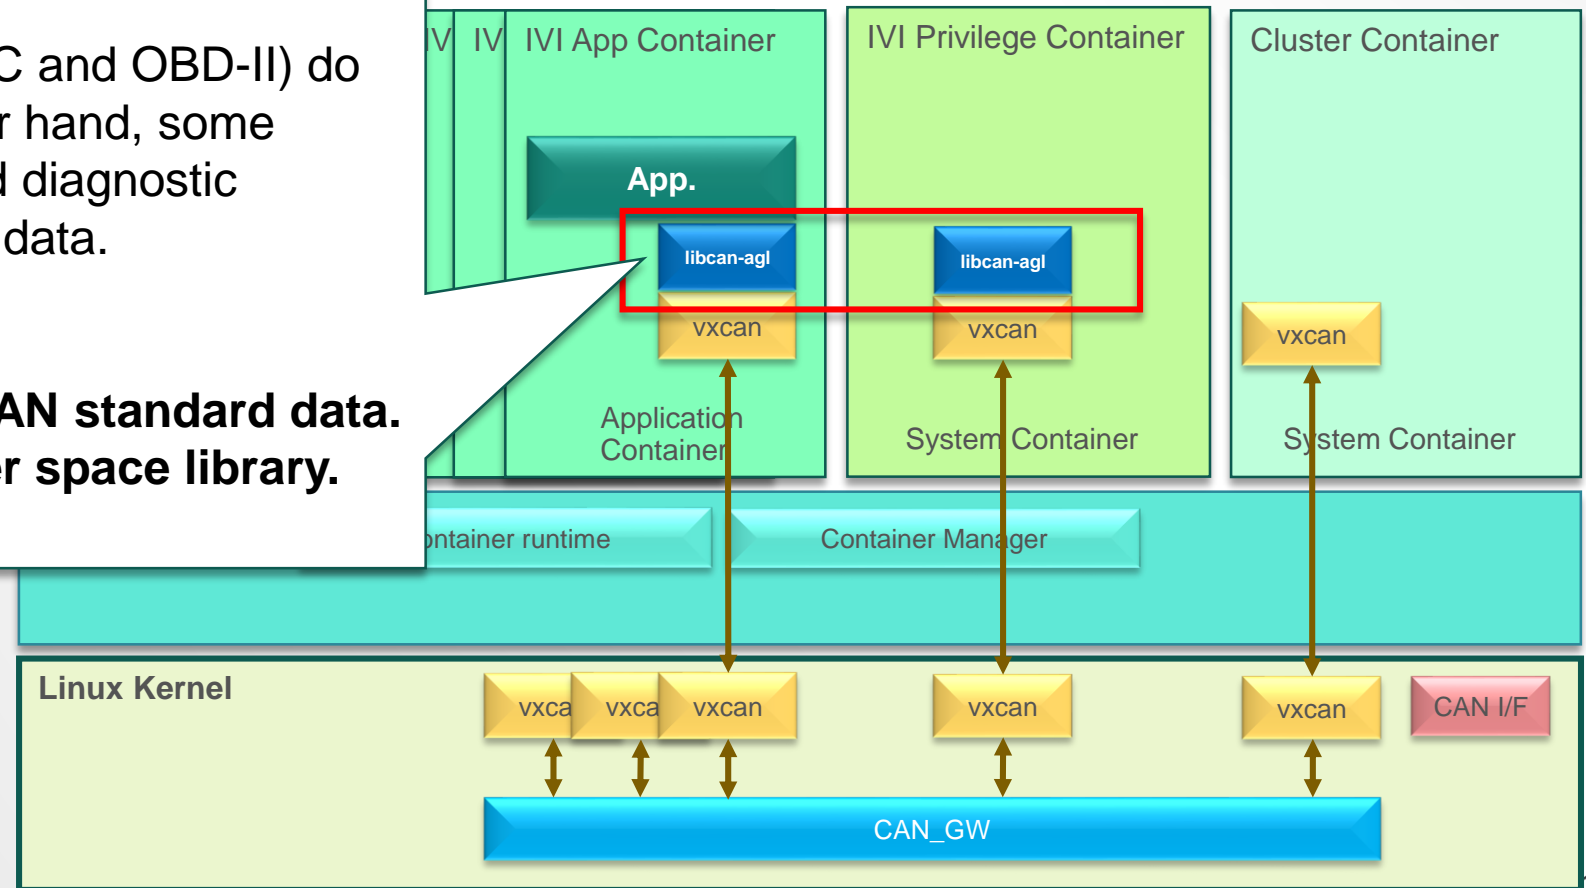 C and OBD-II) do
r hand, some
d diagnostic
data.
AN standard data.
er space library.
IV
IV
IVI App Container
App.
libcan-agl
vxcan
Application
Container
IVI Privilege Container
libcan-agl
vxcan
System Container
Cluster Container
vxcan
System Container
ontainer runtime
Container Manager
Linux Kernel
vxca
vxca
vxcan
vxcan
vxcan
CAN I/F
CAN_GW